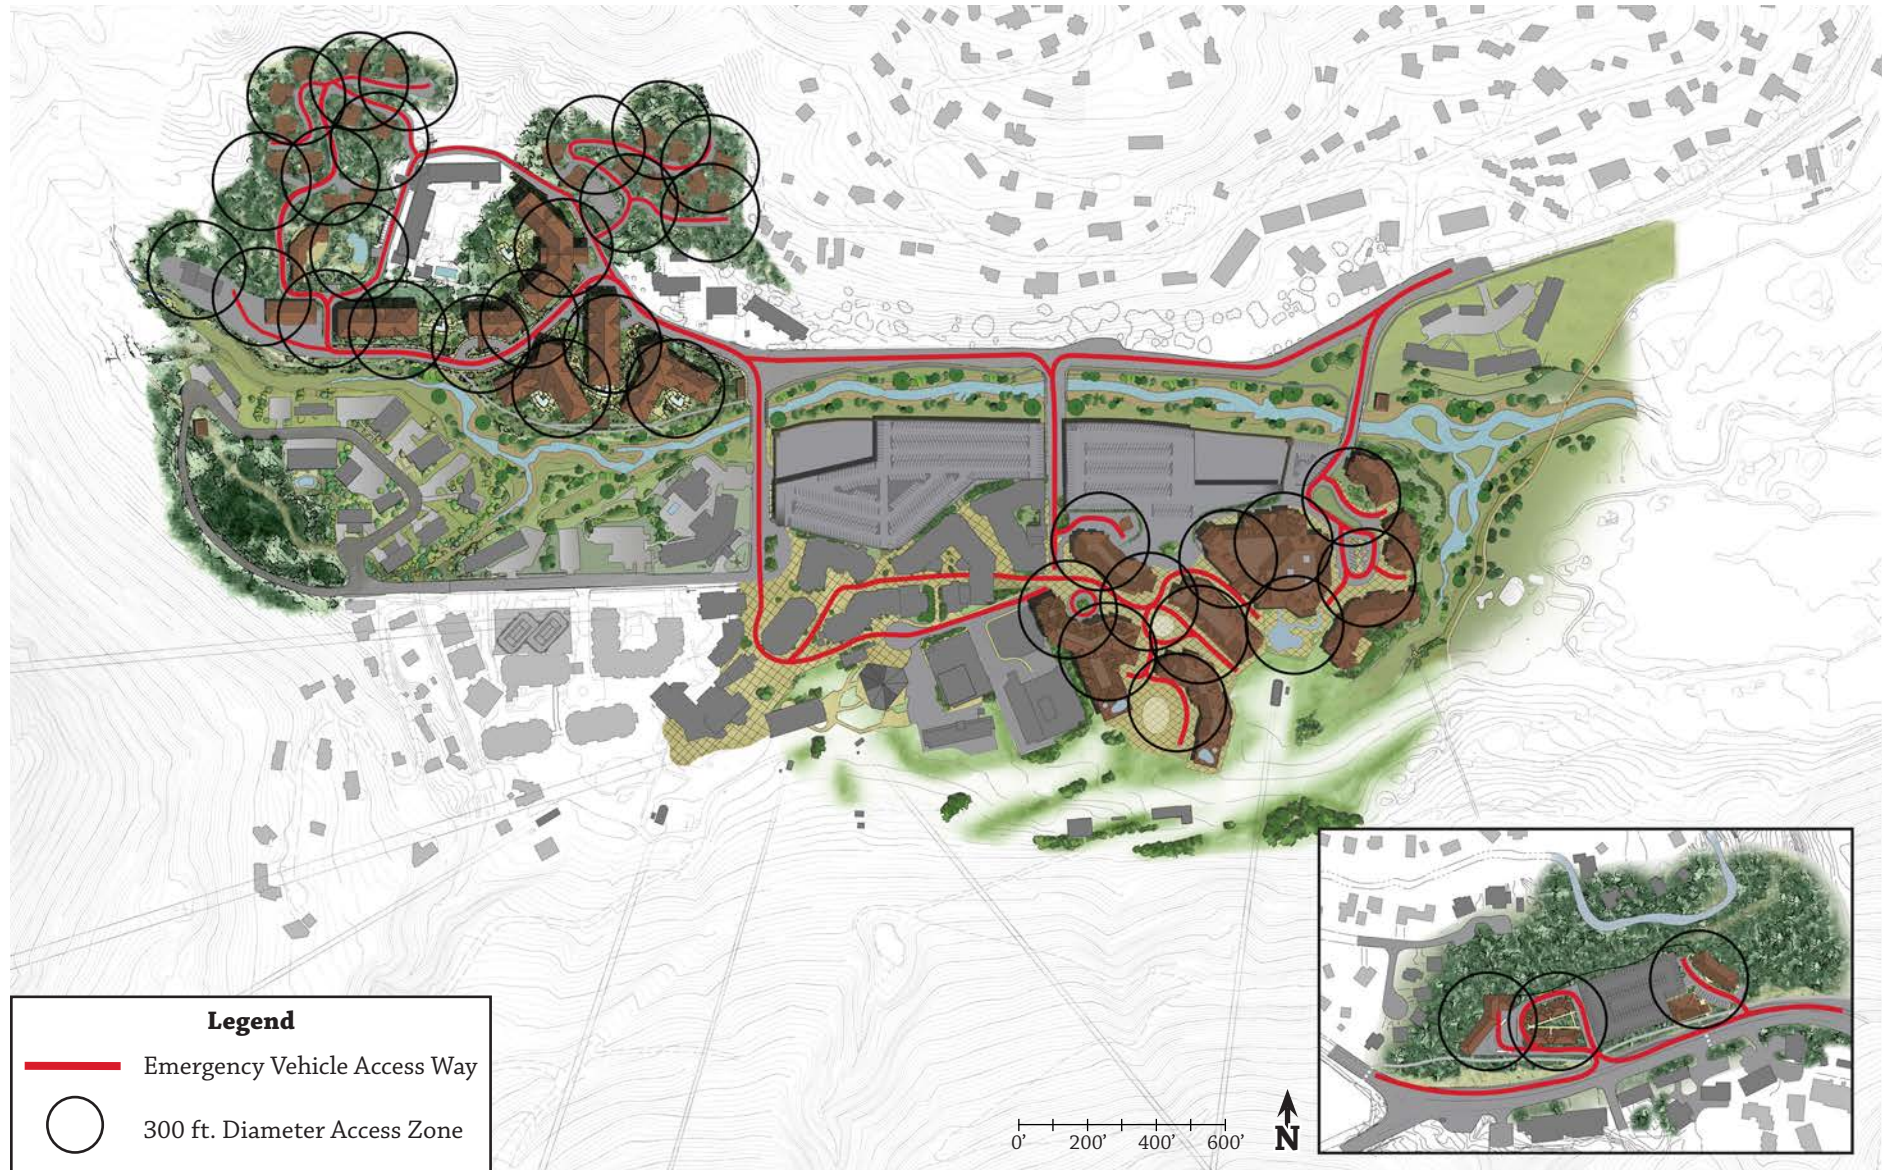 Legend
Emergency Vehicle Access Way
300 ft. Diameter Access Zone
0' 200' 400' 600'
N